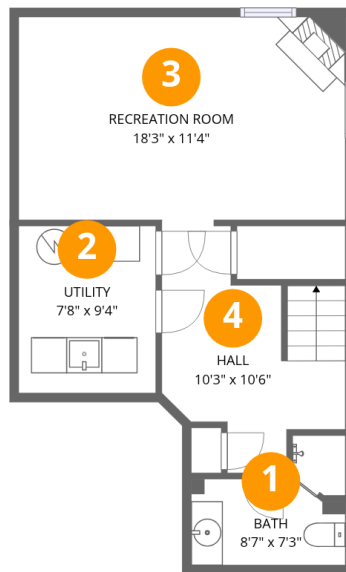 3
RECREATION ROOM
18'3" x 11'4"
2
UTILITY
7'8" x 9'4"
4
HALL
10'3" x 10'6"
1
BATH
8'7" x 7'3"